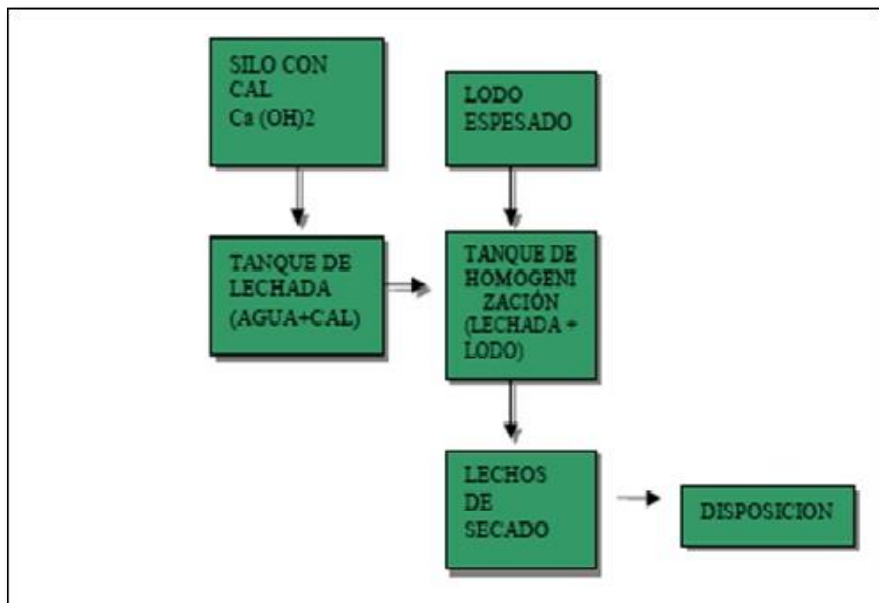 SILO CON
CAL
Ca (OH)2
LODO
ESPESADO
TANQUE DE
LECHADA
(AGUA+CAL)
TANQUE DE
HOMOGENI
ZACIÓN
(LECHADA +
LODO)
LECHOS
DE
SECADO
DISPOSICION